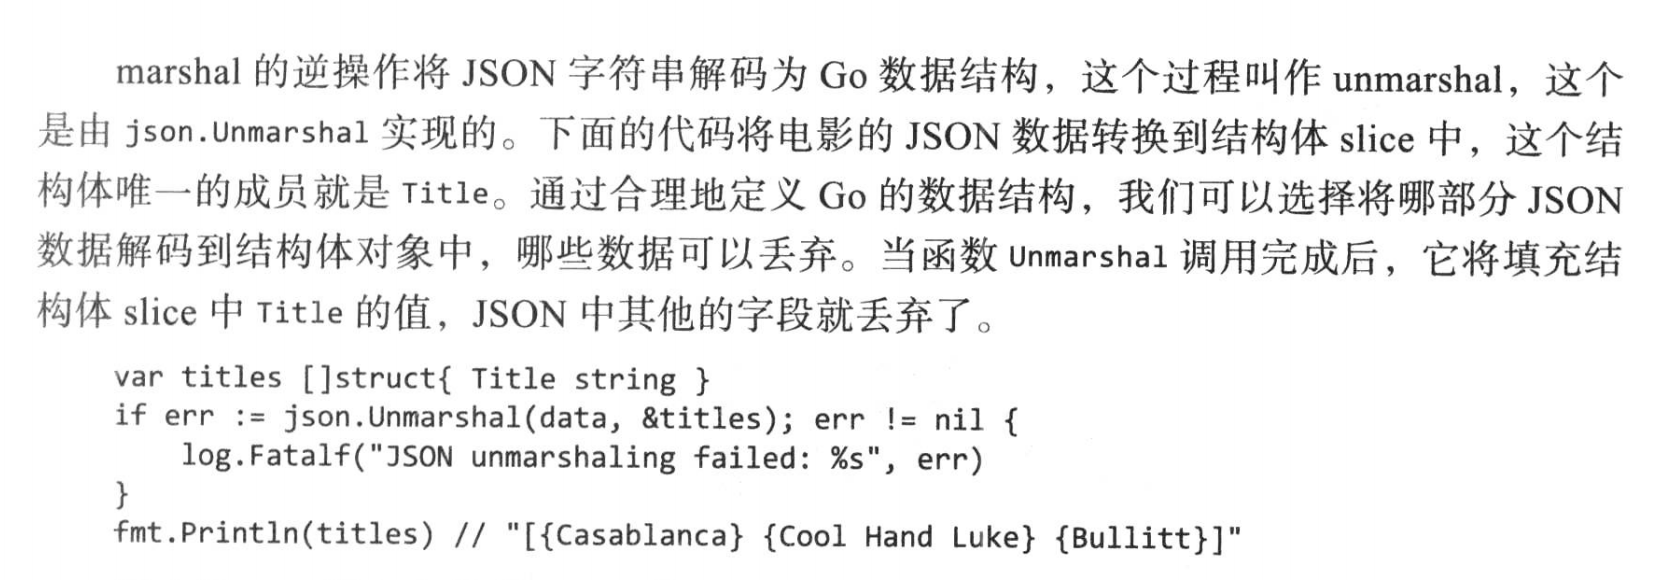 marshal 的逆操作将 JSON 字符串解码为 Go 数据结构，这个过程叫作 unmarshal，这个
是由 json.Unmarshal 实现的。下面的代码将电影的 JSON 数据转换到结构体 slice 中，这个结
构体唯一的成员就是 Title。通过合理地定义 Go 的数据结构，我们可以选择将哪部分 JSON
数据解码到结构体对象中，哪些数据可以丢弃。当函数 Unmarshal 调用完成后，它将填充结
构体 slice 中 Title 的值，JSON 中其他的字段就丢弃了。
var titles []struct{ Title string }
if err := json.Unmarshal(data, &titles); err != nil {
    log.Fatalf("JSON unmarshaling failed: %s", err)
}
fmt.Println(titles) // "[{Casablanca} {Cool Hand Luke} {Bullitt}]"